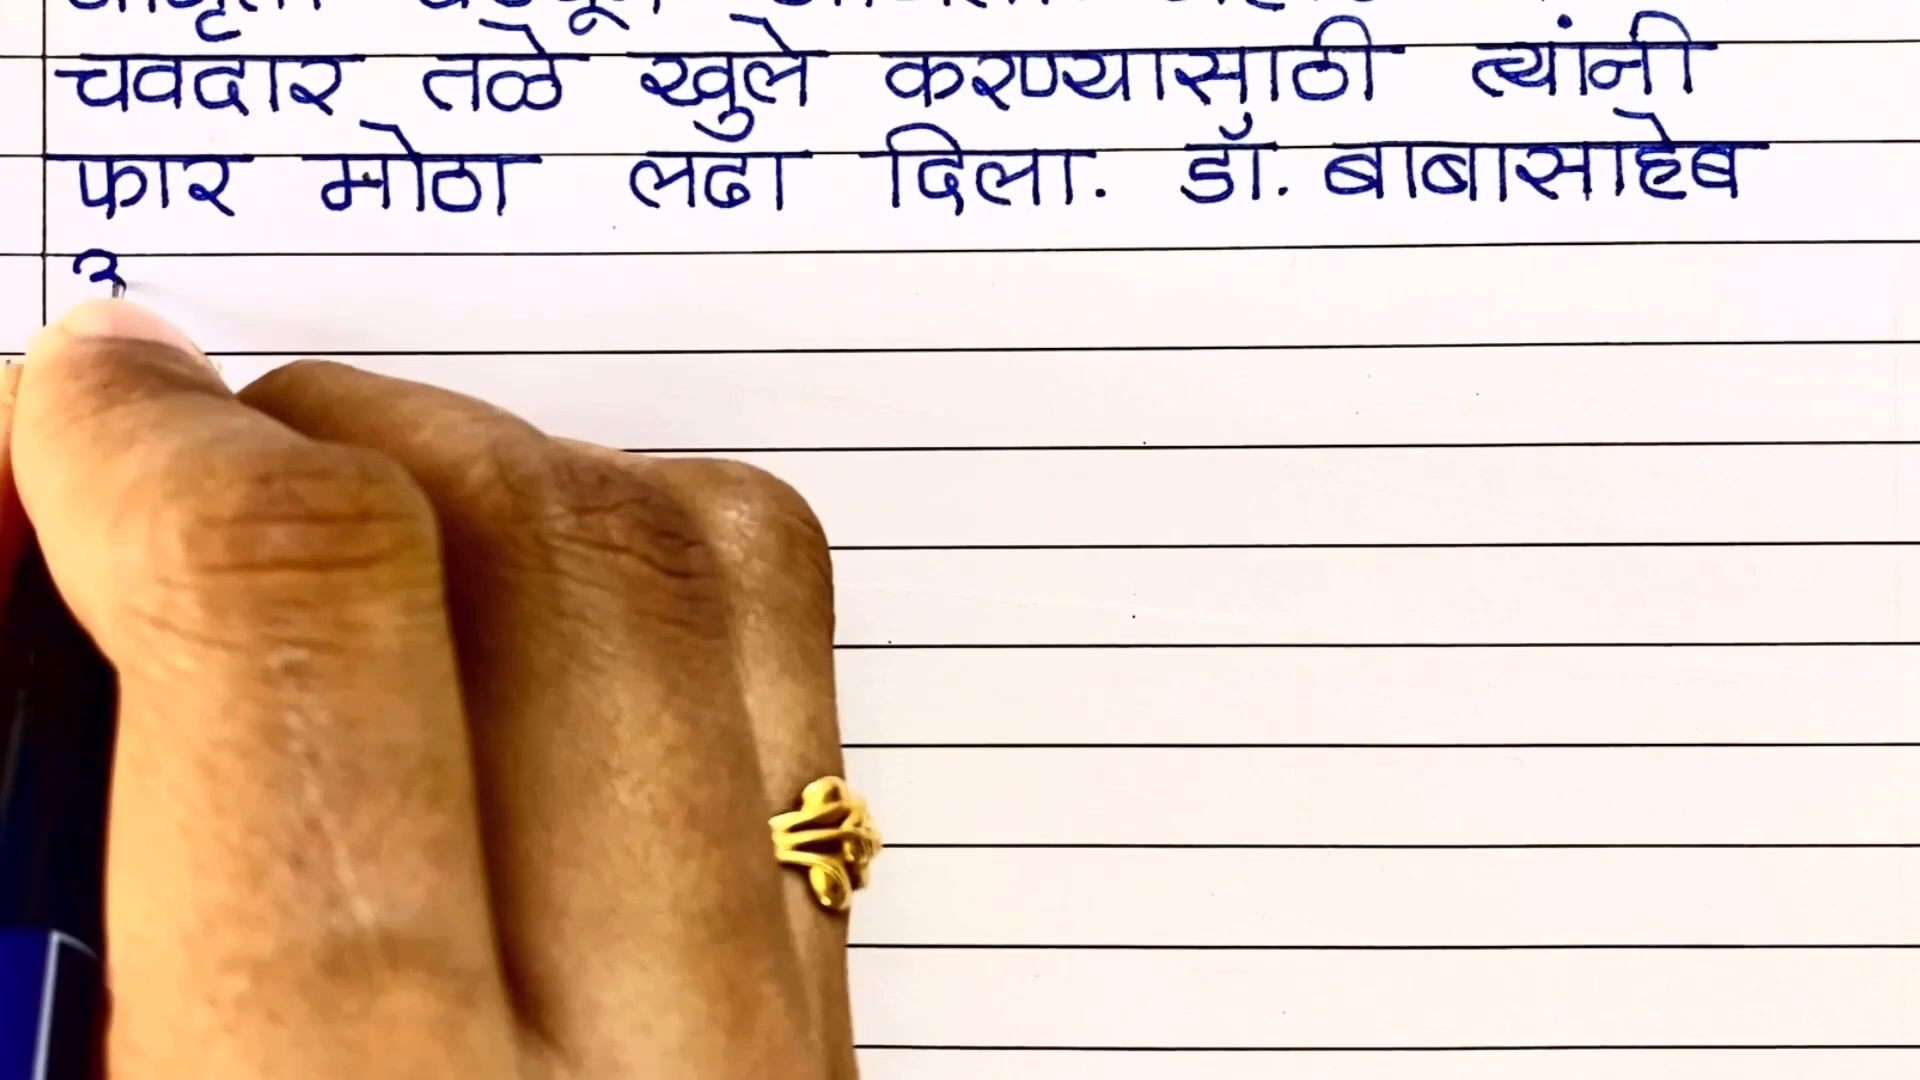 चवदार तळे खुले करण्यासाठी त्यांनी
फार मोठा लढा दिला. डॉ. बाबासाहेब